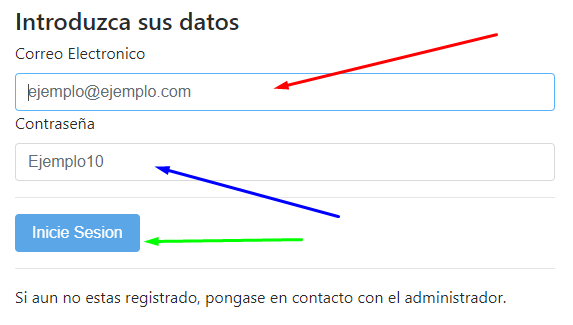 Introduzca sus datos
Correo Electronico
ejemplo@ejemplo.com
Contraseña
Ejemplo10
Inicie Sesion
Si aun no estas registrado, pongase en contacto con el administrador.